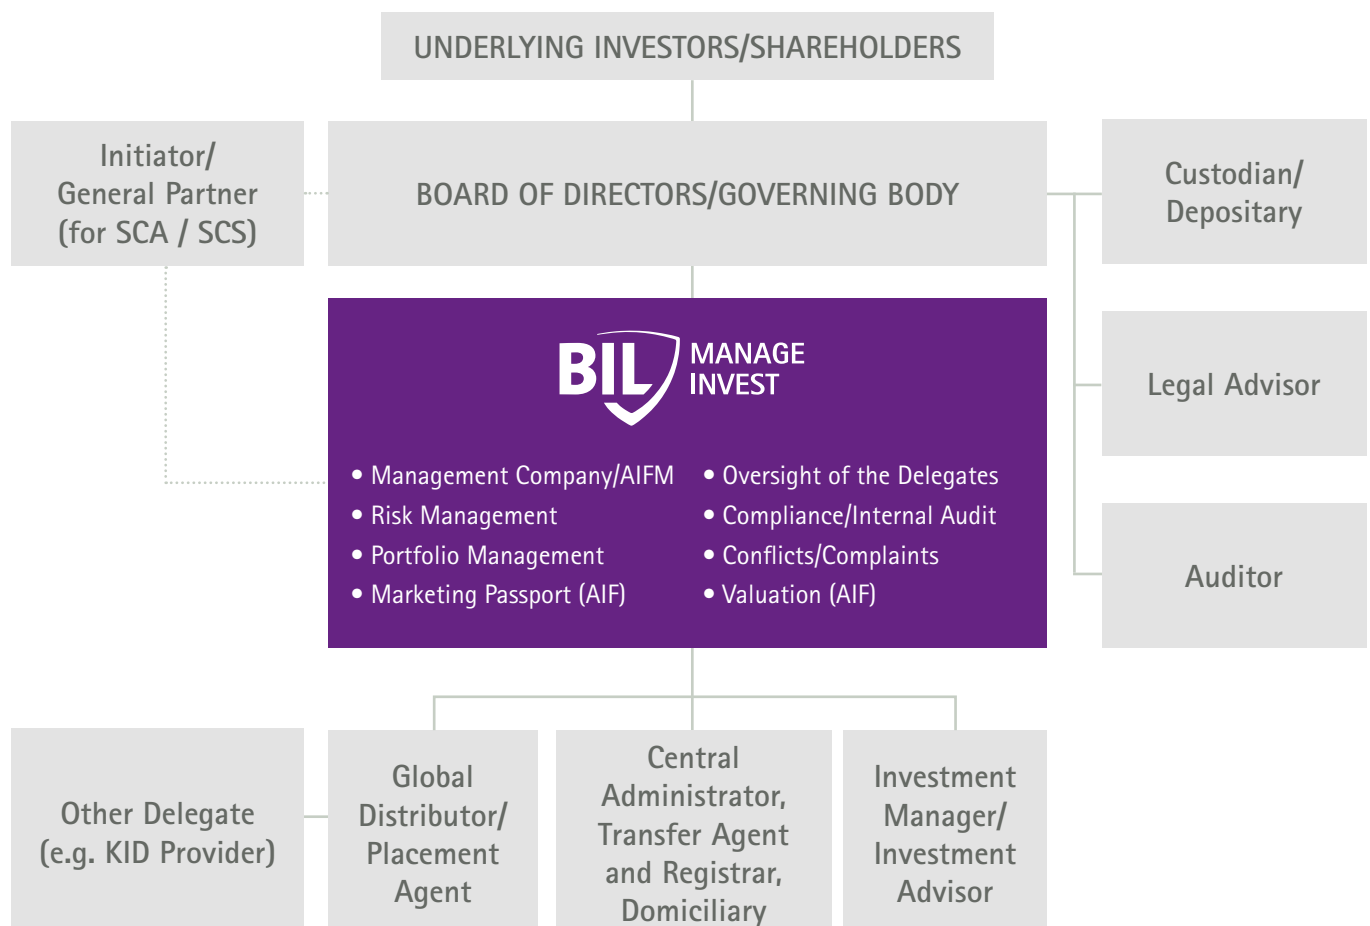 UNDERLYING INVESTORS/SHAREHOLDERS
Initiator/
General Partner
(for SCA / SCS)
BOARD OF DIRECTORS/GOVERNING BODY
Custodian/
Depositary
BIL MANAGE
INVEST
• Management Company/AIFM
• Risk Management
• Portfolio Management
• Marketing Passport (AIF)
• Oversight of the Delegates
• Compliance/Internal Audit
• Conflicts/Complaints
• Valuation (AIF)
Legal Advisor
Auditor
Other Delegate
(e.g. KID Provider)
Global
Distributor/
Placement
Agent
Central
Administrator,
Transfer Agent
and Registrar,
Domiciliary
Investment
Manager/
Investment
Advisor